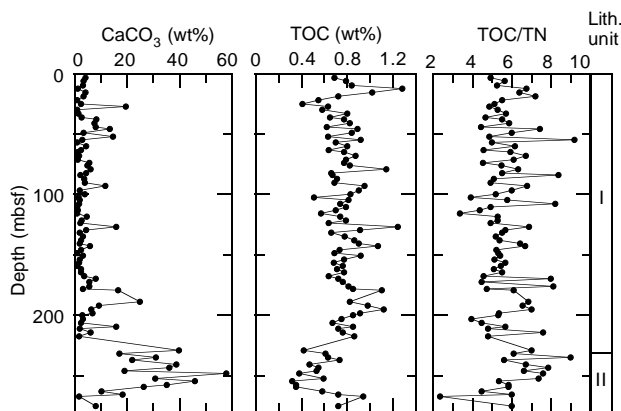 CaCO3 (wt%)
TOC (wt%)
TOC/TN
Lith.
unit
0 20 40 60
0 0.4 0.8 1.2
2 4 6 8 10
Depth (mbsf)
0
100
200
I
II